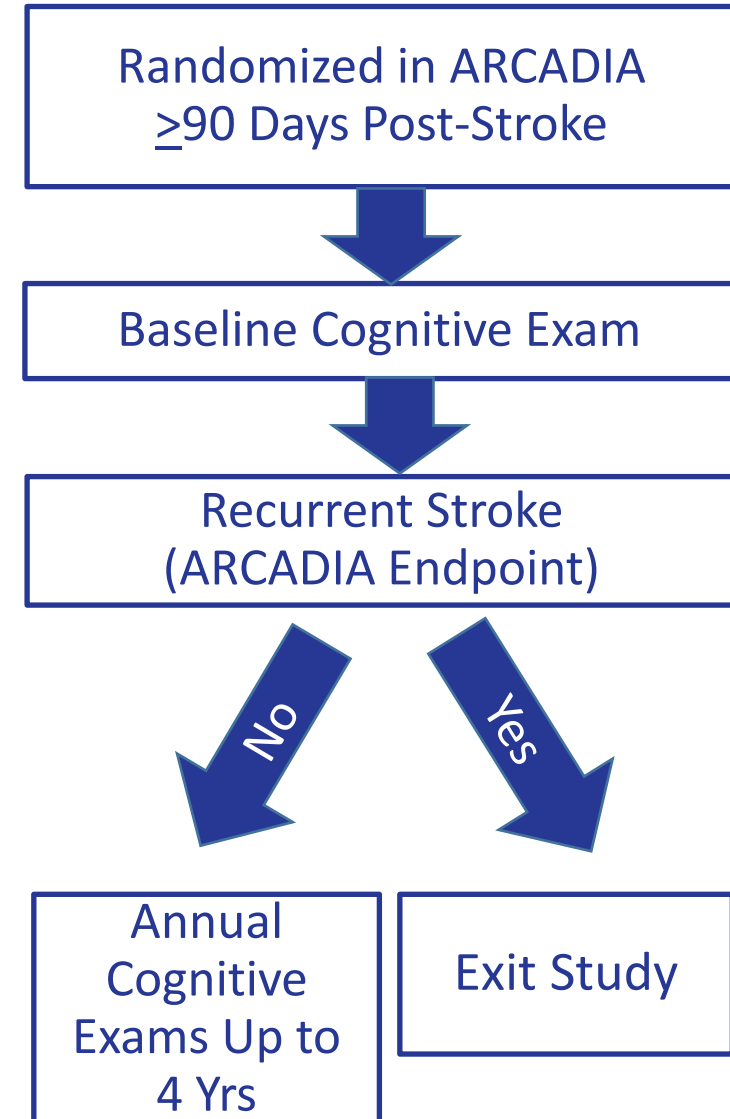 Randomized in ARCADIA
≥90 Days Post-Stroke
Baseline Cognitive Exam
Recurrent Stroke
(ARCADIA Endpoint)
No
Yes
Annual
Cognitive
Exams Up to
4 Yrs
Exit Study